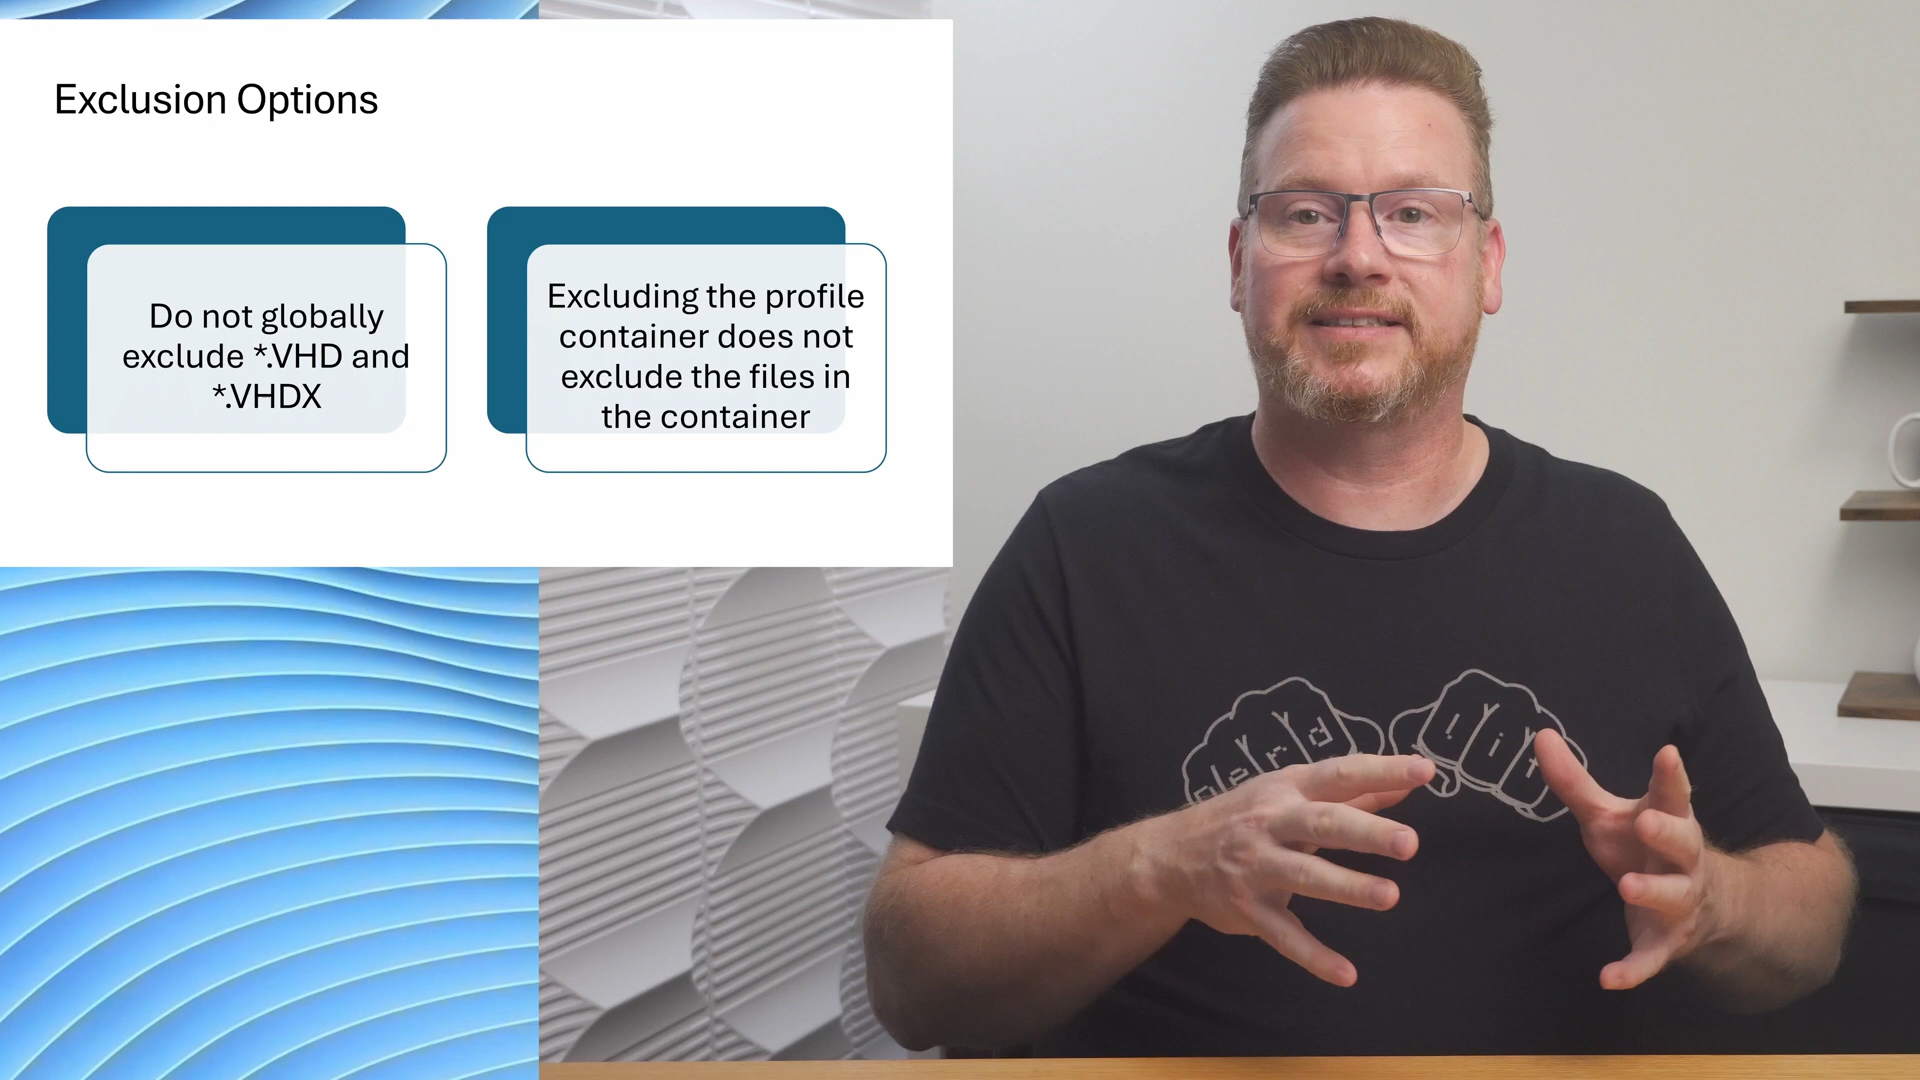 Exclusion Options
Do not globally
exclude *.VHD and
*.VHDX
Excluding the profile
container does not
exclude the files in
the container